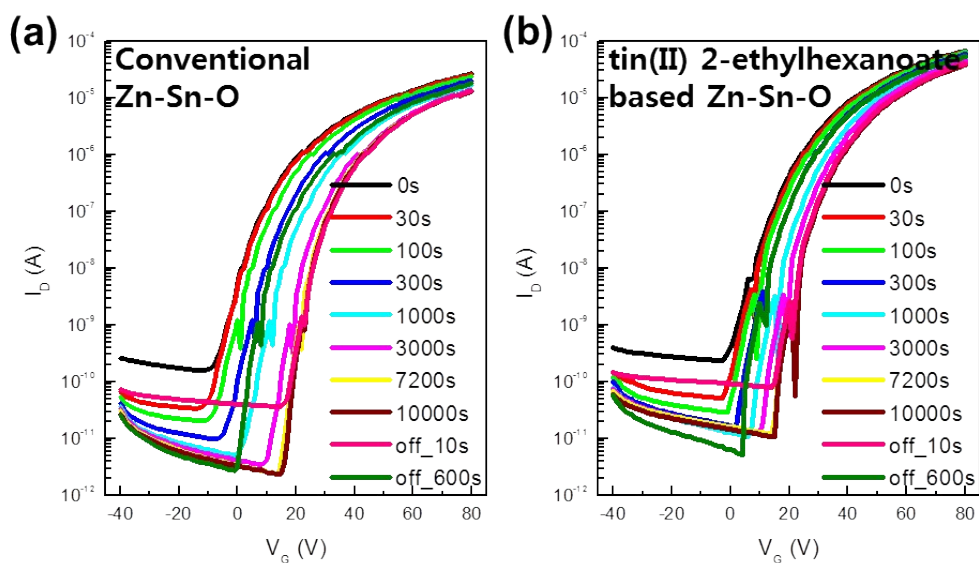 (a)
Conventional
Zn-Sn-O
10⁻⁴
10⁻⁵
10⁻⁶
10⁻⁷
10⁻⁸
10⁻⁹
10⁻¹⁰
10⁻¹¹
10⁻¹²
I_D (A)
0s
30s
100s
300s
1000s
3000s
7200s
10000s
off_10s
off_600s
-40 -20 0 20 40 60 80
V_G (V)
(b)
tin(II) 2-ethylhexanoate
based Zn-Sn-O
10⁻⁴
10⁻⁵
10⁻⁶
10⁻⁷
10⁻⁸
10⁻⁹
10⁻¹⁰
10⁻¹¹
10⁻¹²
I_D (A)
0s
30s
100s
300s
1000s
3000s
7200s
10000s
off_10s
off_600s
-40 -20 0 20 40 60 80
V_G (V)